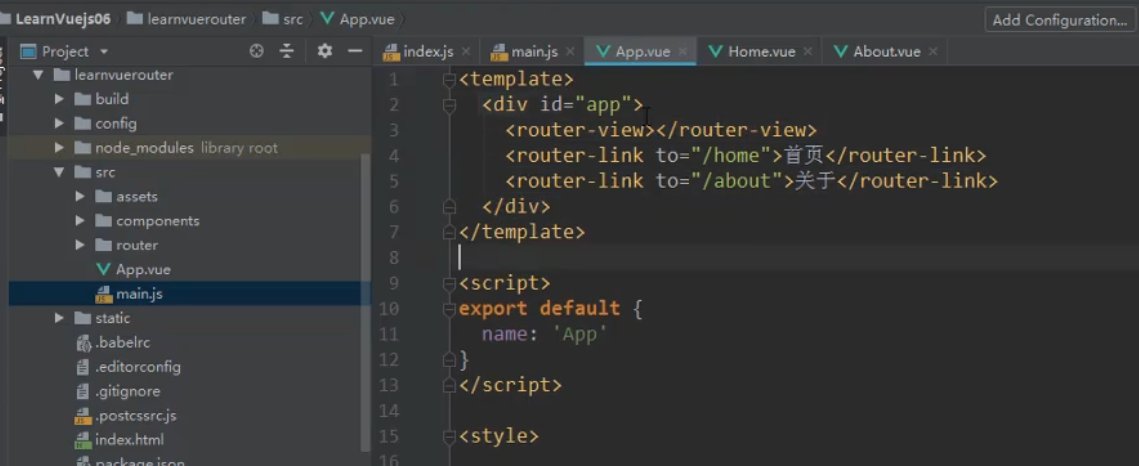 LearnVuejs06 learnvuerouter src App.vue
Add Configuration...
Project
index.js main.js App.vue Home.vue About.vue
learnvuerouter
build
config
node_modules library root
src
assets
components
router
App.vue
main.js
static
.babelrc
.editorconfig
.gitignore
.postcssrc.js
index.html
package.json
1 <template>
2 <div id="app">
3 <router-view></router-view>
4 <router-link to="/home">首页</router-link>
5 <router-link to="/about">关于</router-link>
6 </div>
7 </template>
8
9 <script>
10 export default {
11 name: 'App'
12 }
13 </script>
14
15 <style>
16